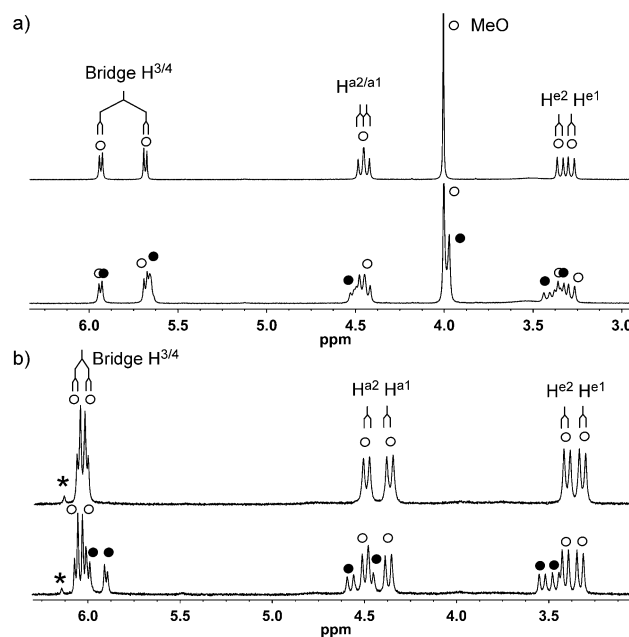 a)
MeO
Bridge H3/4
Ha2/a1
He2 He1
6.0 5.5 5.0 4.5 4.0 3.5 3.0
ppm ppm
b)
Bridge H3/4
Ha2 Ha1
He2 He1
*
*
6.0 5.5 5.0 4.5 4.0 3.5
ppm ppm